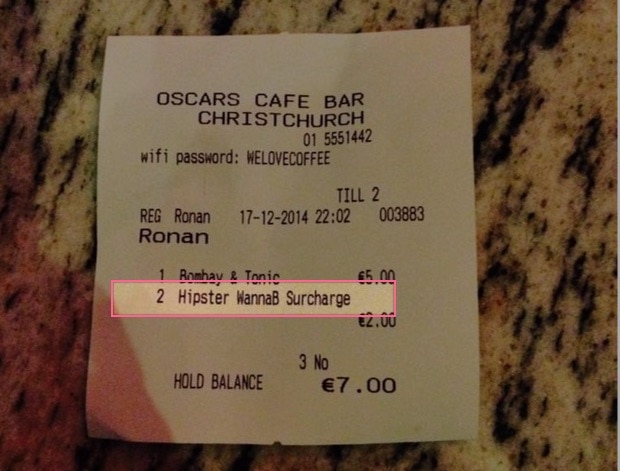 OSCARS CAFE BAR
CHRISTCHURCH
01 5551442
wifi password: WELOVECOFFEE
TILL 2
REG Ronan 17-12-2014 22:02 003883
Ronan
1 Bombay & Tonic €5.00
2 Hipster WannaB Surcharge
€2.00
3 No
HOLD BALANCE €7.00